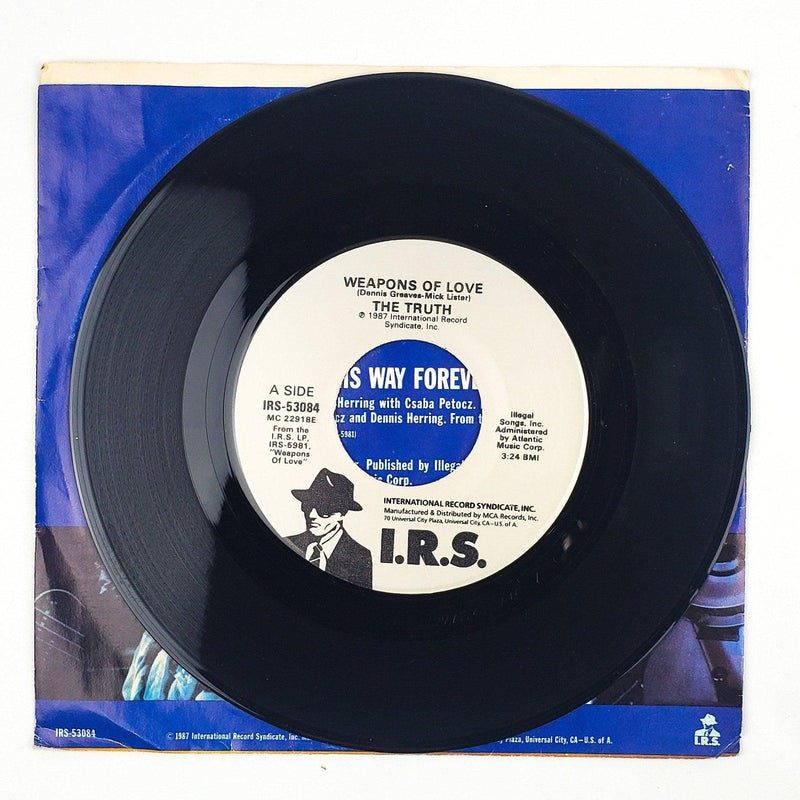 WEAPONS OF LOVE
(Dennis Greaves-Mick Lister)
THE TRUTH
℗ 1987 International Record
Syndicate, Inc.
A SIDE
IRS-53084
MC 22918E
From the
I.R.S. LP,
IRS-5981,
"Weapons
Of Love"
IS WAY FOREV
Herring with Csaba Petocz.
cz and Dennis Herring. From
5981)
Published by Illega
Corp.
Illegal
Songs, Inc.
Administered
by Atlantic
Music Corp.
3:24 BMI
INTERNATIONAL RECORD SYNDICATE, INC.
Manufactured & Distributed by MCA Records, Inc.
70 Universal City Plaza, Universal City, CA-U.S. of A.
I.R.S.
IRS-53084
© 1987 International Record Syndicate, Inc.
Plaza, Universal City, CA-U.S. of A.
I.R.S.